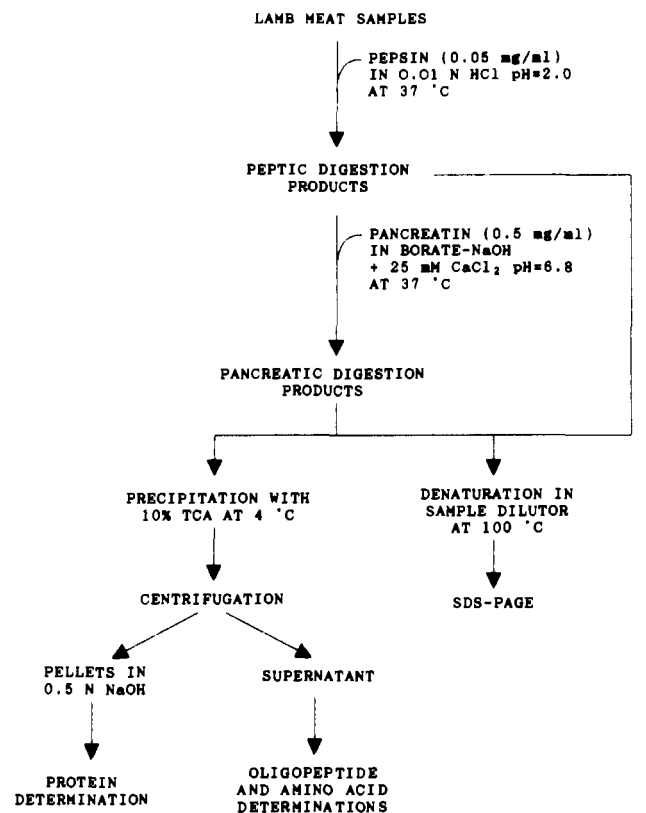 LAMB MEAT SAMPLES
PEPSIN (0.05 mg/ml)
IN 0.01 N HCl pH=2.0
AT 37 °C
PEPTIC DIGESTION
PRODUCTS
PANCREATIN (0.5 mg/ml)
IN BORATE-NaOH
+ 25 mM CaCl₂ pH=6.8
AT 37 °C
PANCREATIC DIGESTION
PRODUCTS
PRECIPITATION WITH
10% TCA AT 4 °C
DENATURATION IN
SAMPLE DILUTOR
AT 100 °C
CENTRIFUGATION
SDS-PAGE
PELLETS IN
0.5 N NaOH
SUPERNATANT
PROTEIN
DETERMINATION
OLIGOPEPTIDE
AND AMINO ACID
DETERMINATIONS